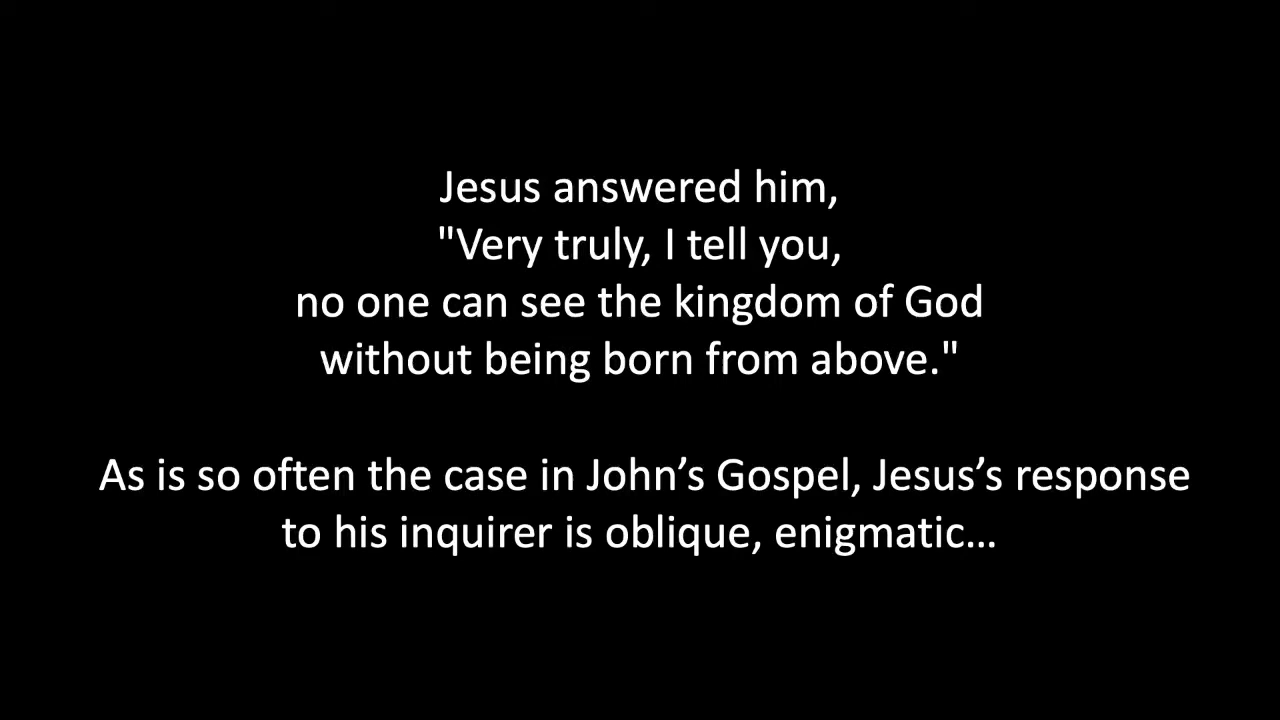 Jesus answered him,
"Very truly, I tell you,
no one can see the kingdom of God
without being born from above."
As is so often the case in John’s Gospel, Jesus’s response
to his inquirer is oblique, enigmatic…